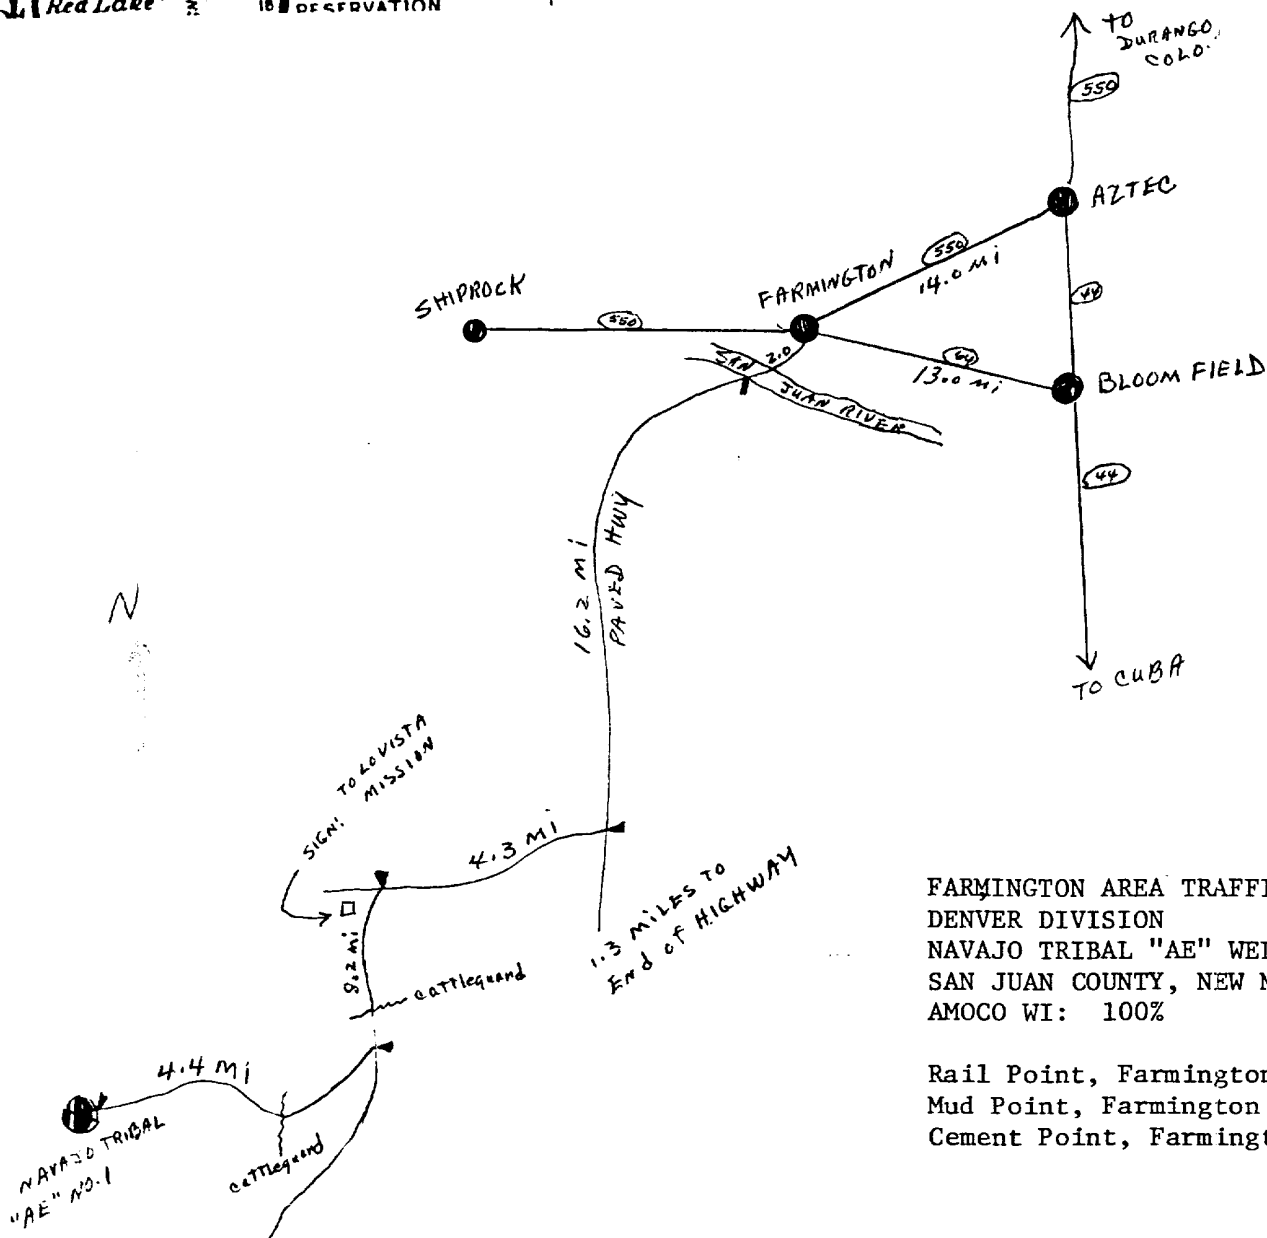 Red Lake
RESERVATION
TO
DURANGO,
COLO.
550
AZTEC
550
14.0 Mi
FARMINGTON
SHIPROCK
550
44
64
13.0 Mi
BLOOM FIELD
2.0
SAN JUAN RIVER
44
16.2 Mi
PAVED HWY
N
TO CUBA
SIGN: TO LOVISTA
MISSION
4.3 Mi
1.3 MILES TO
End of HIGHWAY
8.2 mi
cattleguard
4.4 Mi
cattleguard
NAVAJO TRIBAL
"AE" NO.1
FARMINGTON AREA TRAFFI
DENVER DIVISION
NAVAJO TRIBAL "AE" WEL
SAN JUAN COUNTY, NEW M
AMOCO WI: 100%
Rail Point, Farmington
Mud Point, Farmington
Cement Point, Farmingt